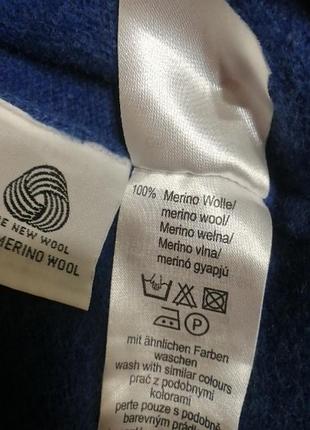 NEW WOOL
MERINO WOOL
100% Merino Wolle/
merino wool/
Merino wełna/
Merino vlna/
merinó gyapjú
P
mit ähnlichen Farben
waschen
wash with similar colours
prać z podobnymi
kolorami
perte pouze s podobně
barevným prádl